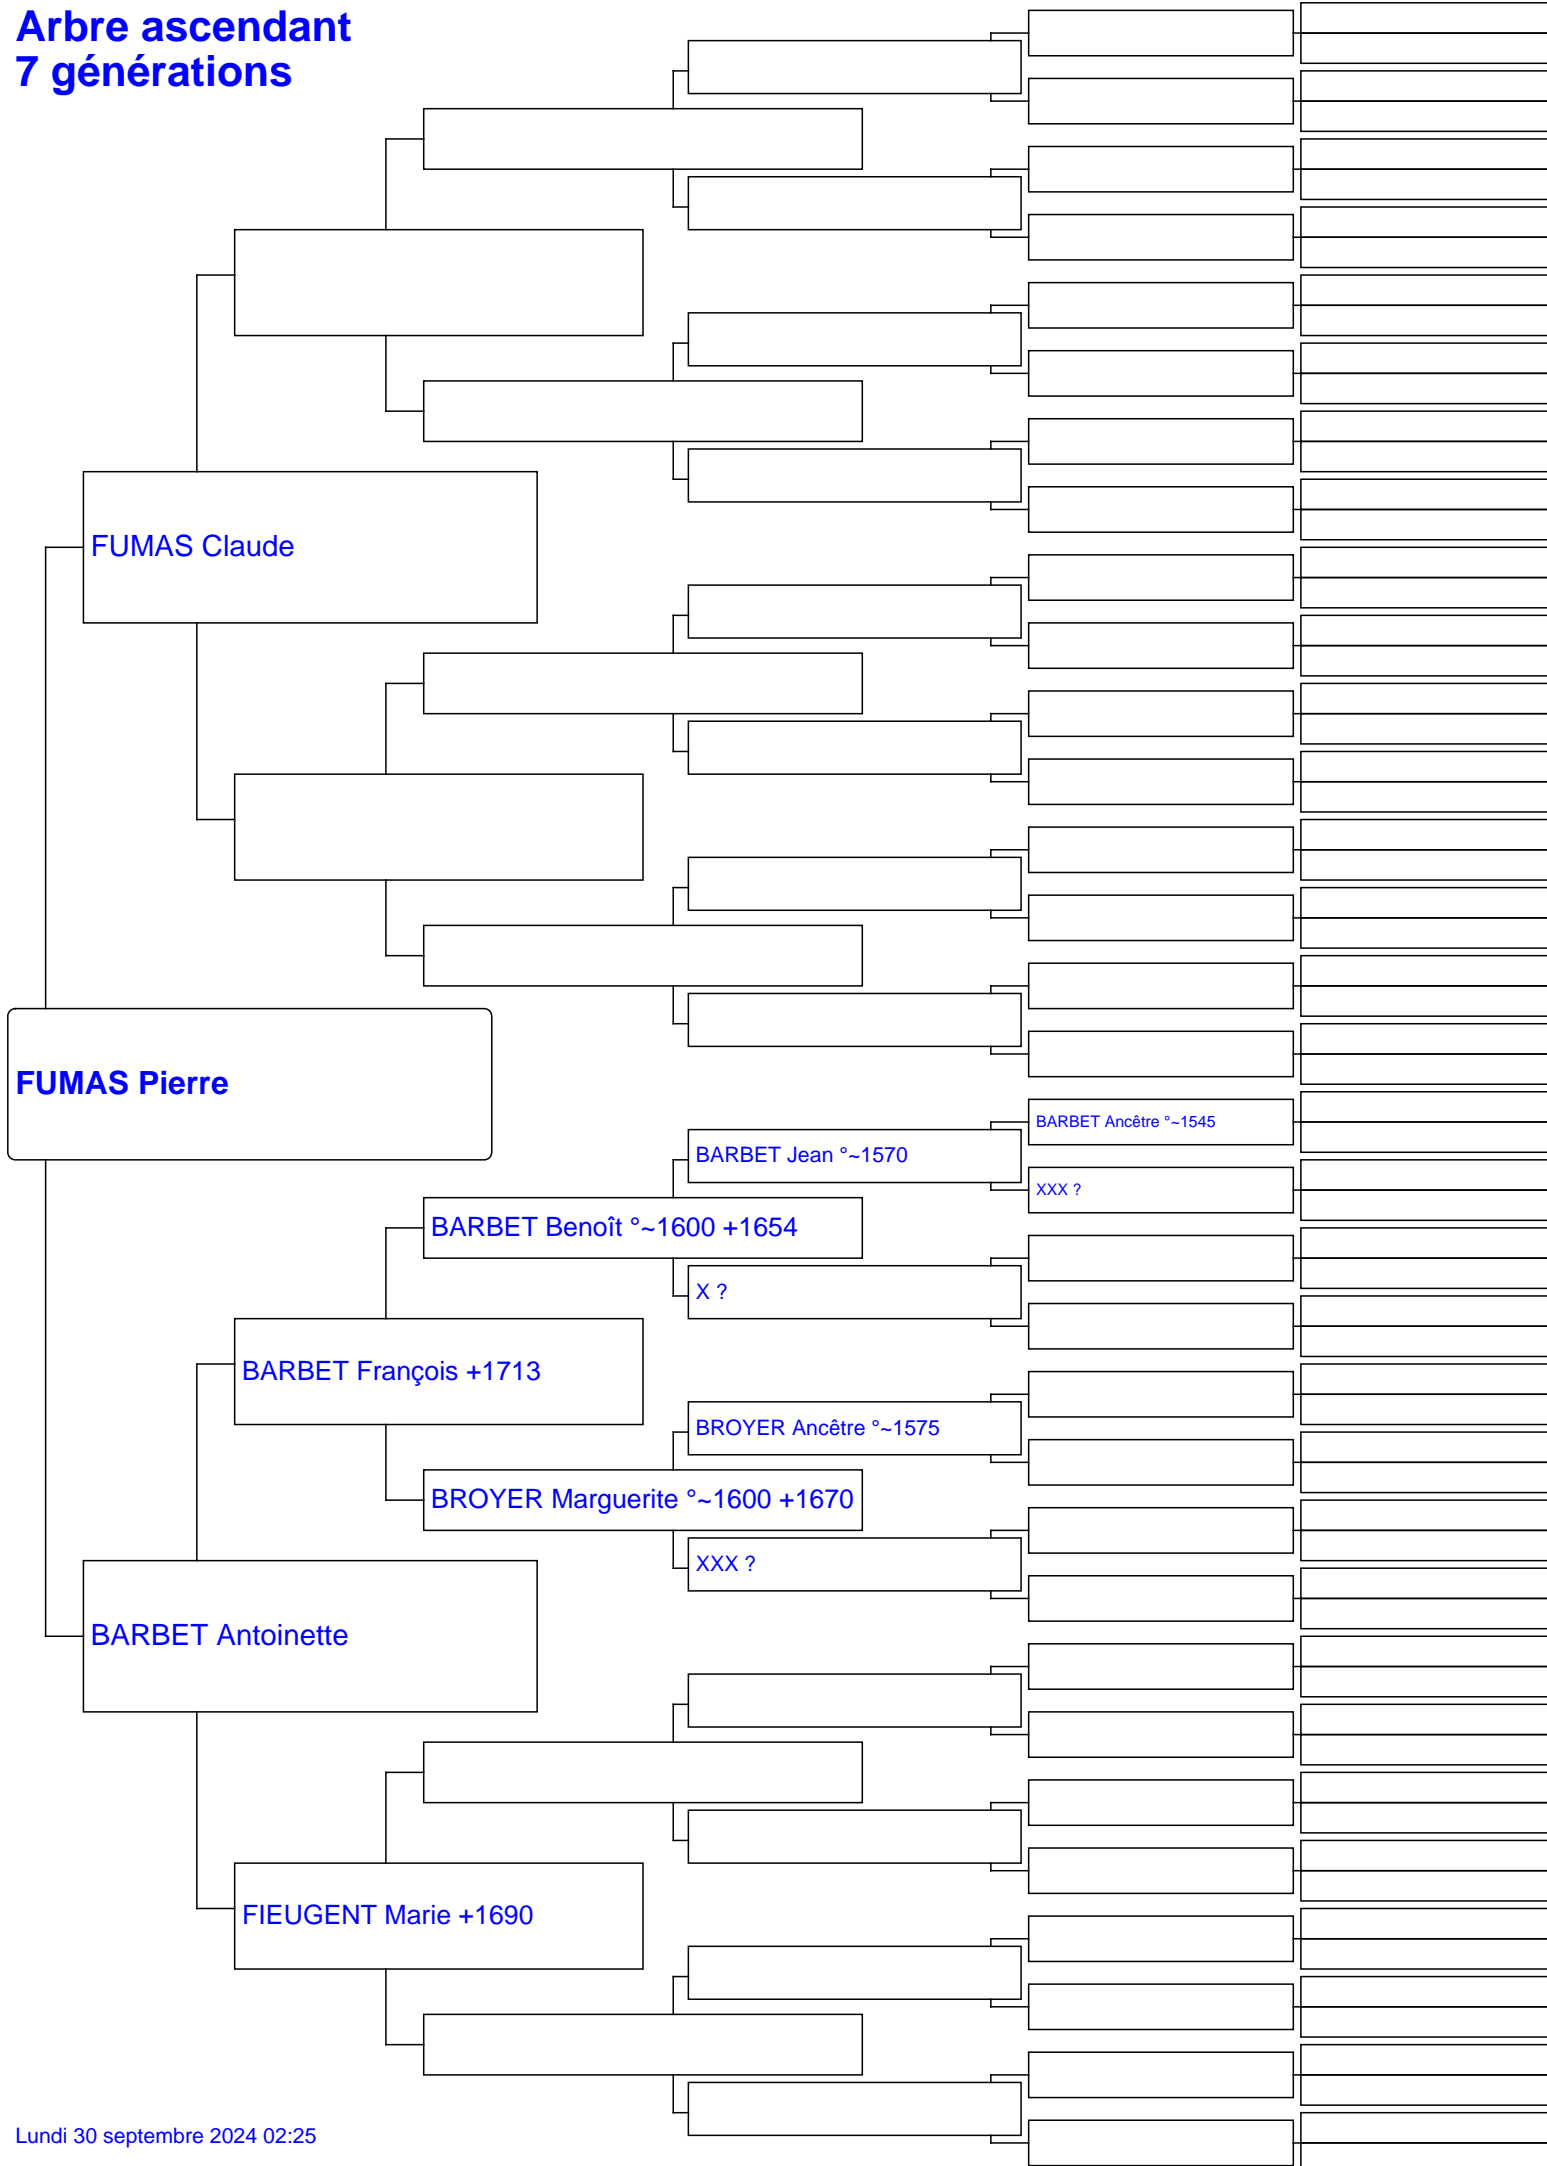 Arbre ascendant
7 générations
FUMAS Claude
FUMAS Pierre
BARBET Ancêtre °~1545
BARBET Jean °~1570
XXX ?
BARBET Benoît °~1600 +1654
X ?
BARBET François +1713
BROYER Ancêtre °~1575
BROYER Marguerite °~1600 +1670
XXX ?
BARBET Antoinette
FIEUGENT Marie +1690
Lundi 30 septembre 2024 02:25